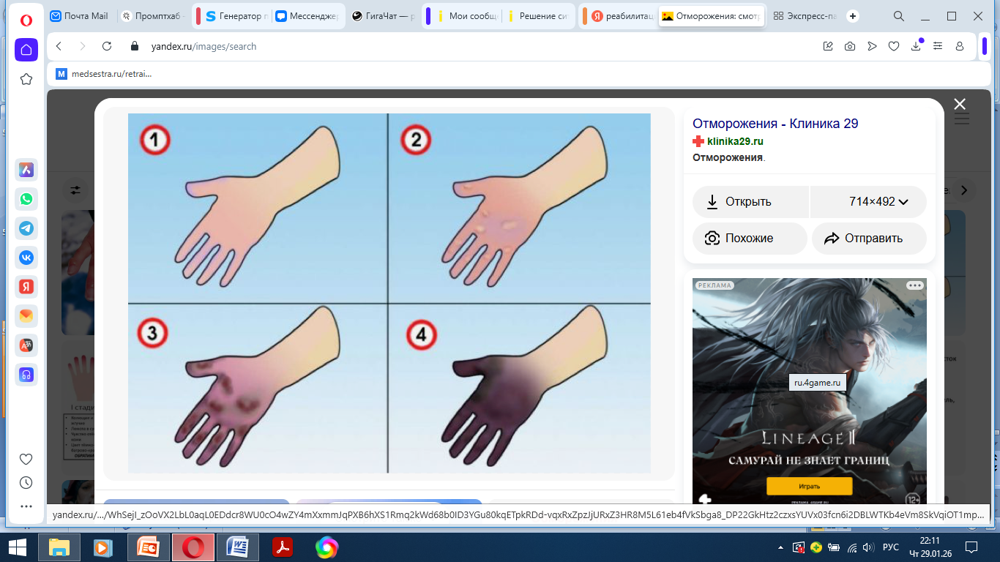 Почта Mail
Промптхаб
Генератор п
Мессенджер
ГигаЧат — р
Мои сообщ
Решение си
реабилитац
Отморожения: смотр
Экспресс-па
yandex.ru/images/search
medsestra.ru/retrai...
1
2
3
4
Отморожения - Клиника 29
klinika29.ru
Отморожения.
Открыть
714×492
Похожие
Отправить
РЕКЛАМА
ru.4game.ru
LINEAGE II
САМУРАЙ НЕ ЗНАЕТ ГРАНИЦ
Играть
12+
I стади
yandex.ru/.../WhSejI_zOoVX2LbL0aqL0EDdcr8WU0cO4wZY4mXxmmJqPXB6hXS1Rmq2kWd68b0ID3YGu80kqETpkRDd-vqxRxZpzJjURxZ3HR8M5L61eb4fVkSbga8_DP22GkHtz2czxsYUVx03fcn6i2DBLWTKb4eVm8SkVqiOT1mp...
РУС
22:11
Чт 29.01.26